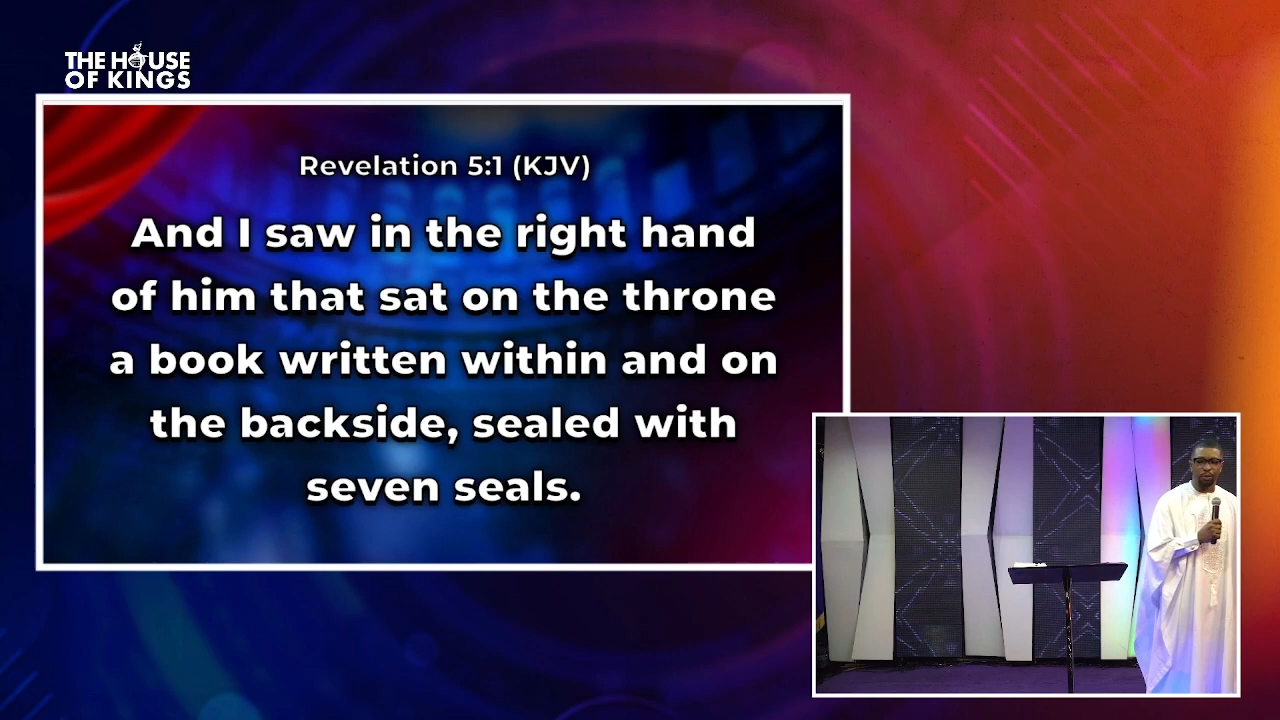 THE HOUSE
OF KINGS
Revelation 5:1 (KJV)
And I saw in the right hand
of him that sat on the throne
a book written within and on
the backside, sealed with
seven seals.